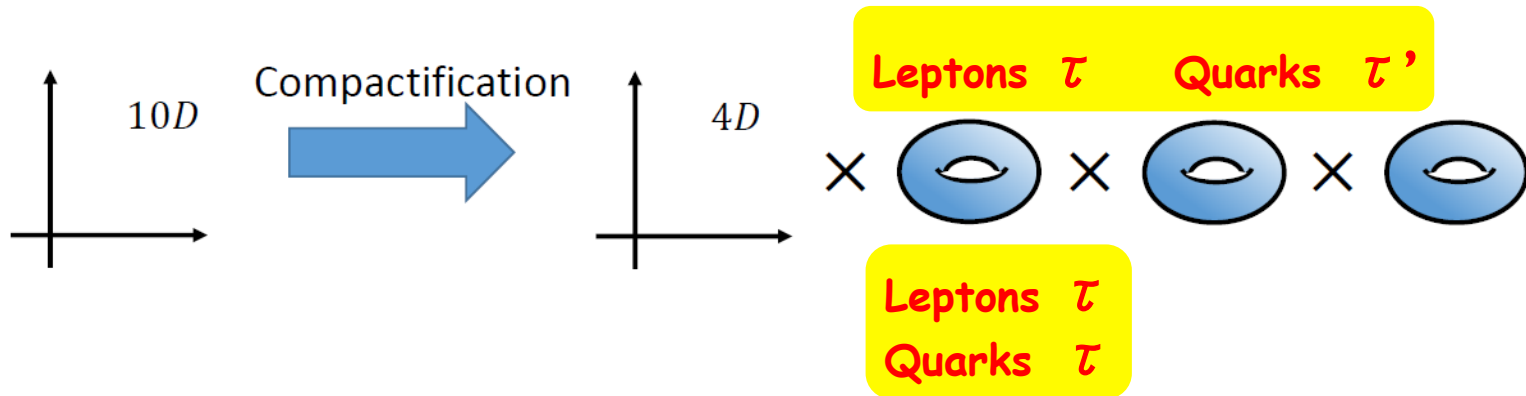 Compactification
10D
4D
Leptons τ Quarks τ’
× × ×
Leptons τ
Quarks τ